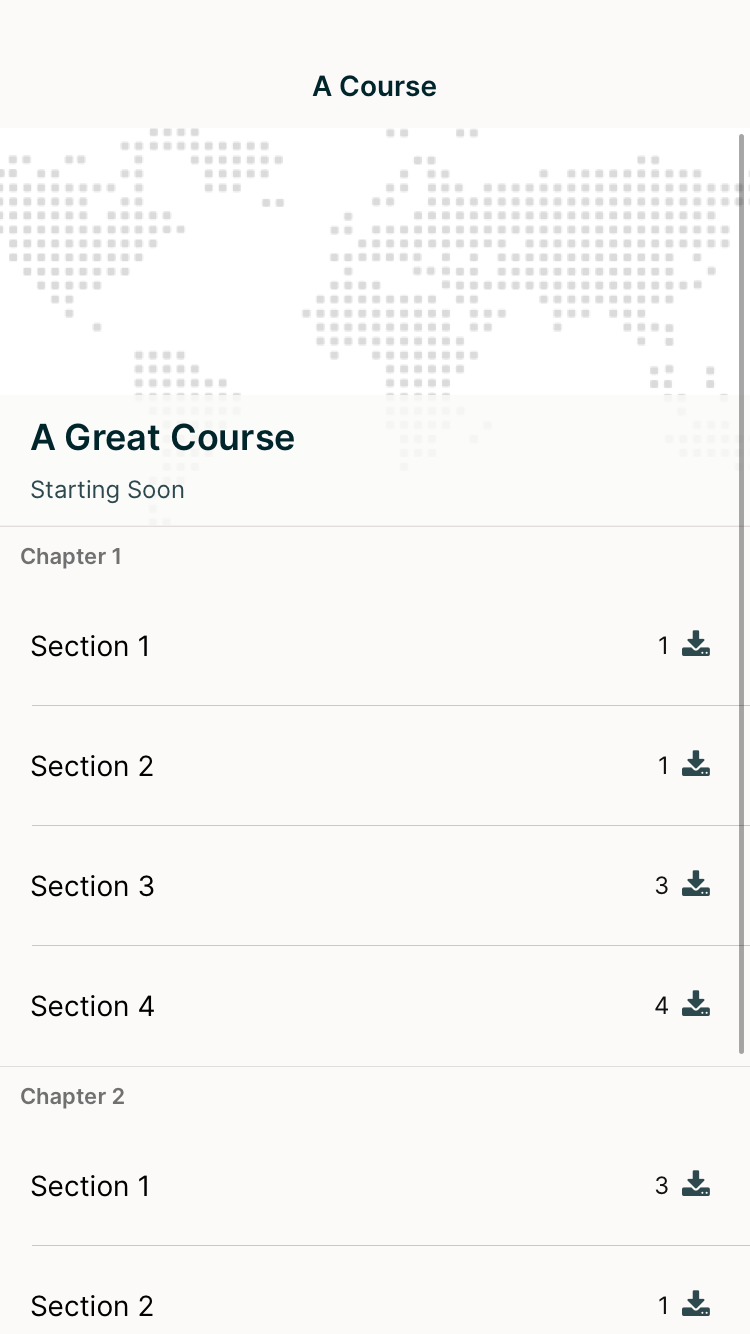 A Course
A Great Course
Starting Soon
Chapter 1
Section 1 1
Section 2 1
Section 3 3
Section 4 4
Chapter 2
Section 1 3
Section 2 1